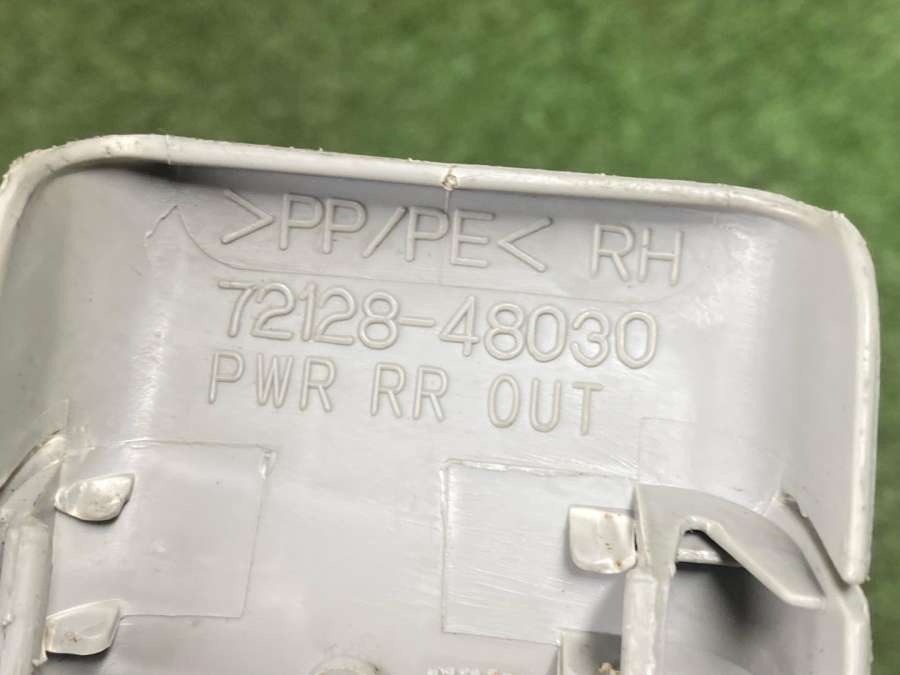 >PP/PE< RH
72128-48030
PWR RR OUT